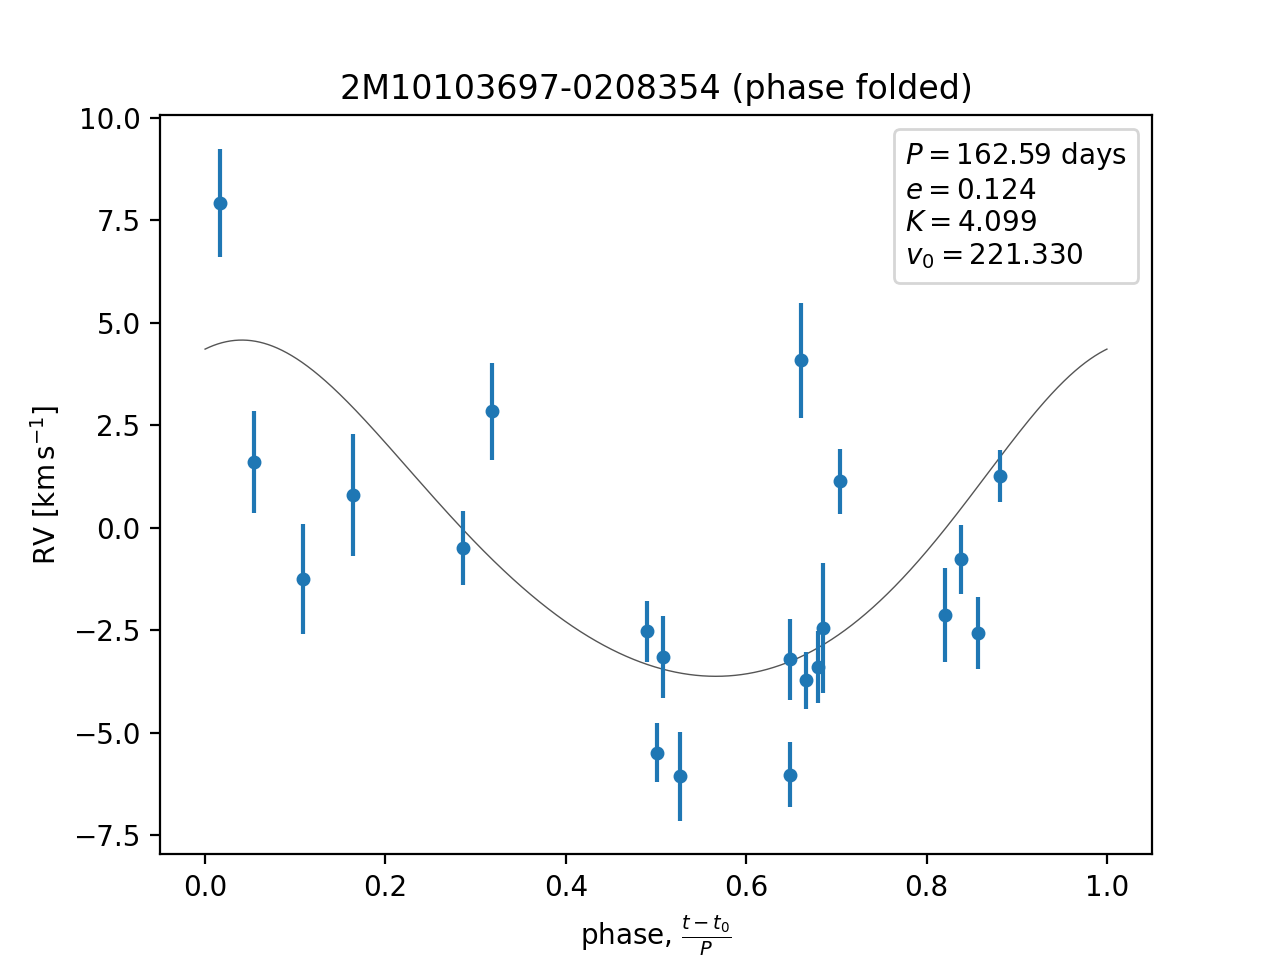 2M10103697-0208354 (phase folded)
P = 162.59 days
e = 0.124
K = 4.099
v₀ = 221.330
10.0
7.5
5.0
2.5
0.0
−2.5
−5.0
−7.5
RV [km s⁻¹]
0.0 0.2 0.4 0.6 0.8 1.0
phase, (t − t₀)/P